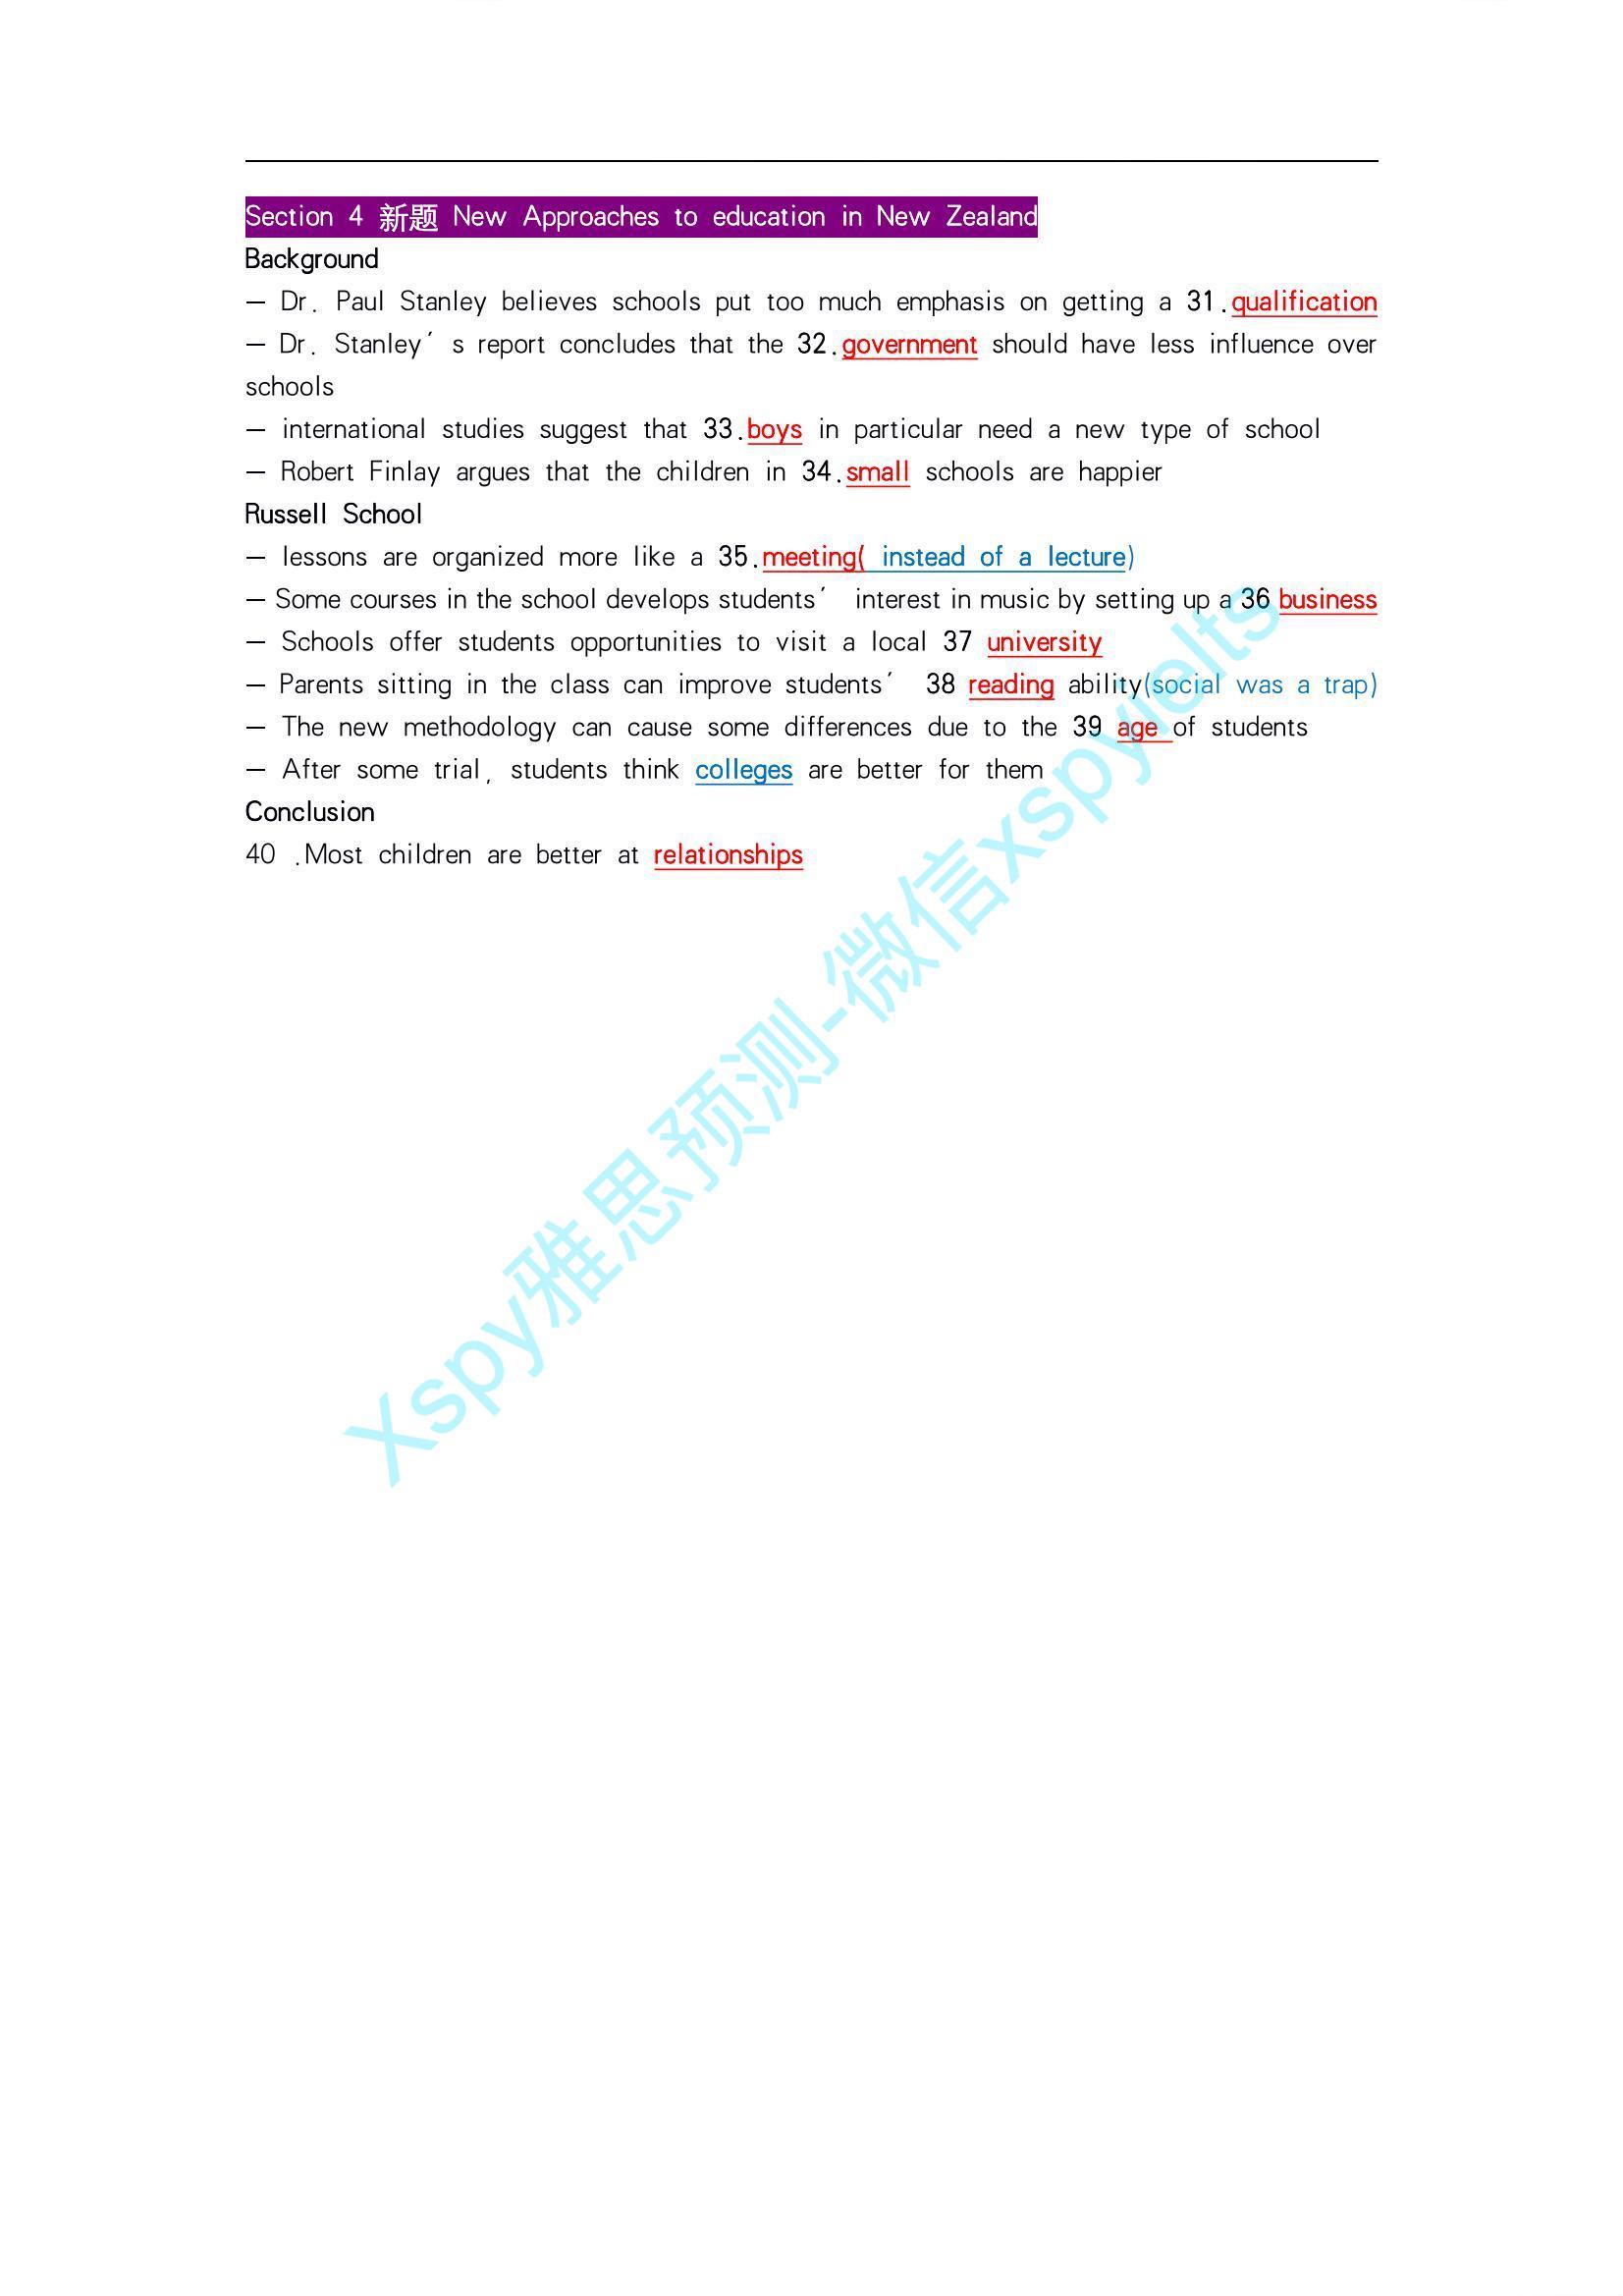 Section 4 新题 New Approaches to education in New Zealand
Background
— Dr. Paul Stanley believes schools put too much emphasis on getting a 31.qualification
— Dr. Stanley′ s report concludes that the 32.government should have less influence over
schools
— international studies suggest that 33.boys in particular need a new type of school
— Robert Finlay argues that the children in 34.small schools are happier
Russell School
— lessons are organized more like a 35.meeting( instead of a lecture)
— Some courses in the school develops students′ interest in music by setting up a 36 business
— Schools offer students opportunities to visit a local 37 university
— Parents sitting in the class can improve students′ 38 reading ability(social was a trap)
— The new methodology can cause some differences due to the 39 age of students
— After some trial, students think colleges are better for them
Conclusion
40 .Most children are better at relationships
Xspy雅思预测-微信xspyielts